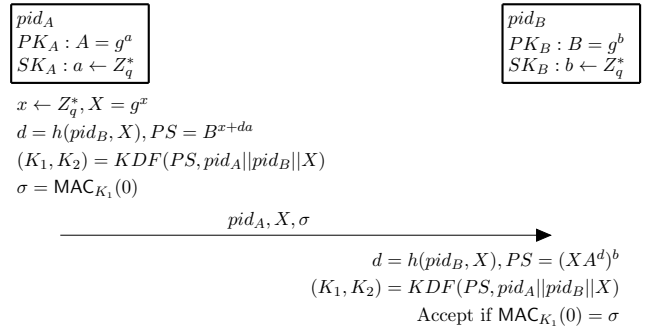 pid_A
PK_A : A = g^a
SK_A : a ← Z_q^*
pid_B
PK_B : B = g^b
SK_B : b ← Z_q^*
x ← Z_q^*, X = g^x
d = h(pid_B, X), PS = B^{x+da}
(K_1, K_2) = KDF(PS, pid_A||pid_B||X)
σ = MAC_{K_1}(0)
pid_A, X, σ
d = h(pid_B, X), PS = (XA^d)^b
(K_1, K_2) = KDF(PS, pid_A||pid_B||X)
Accept if MAC_{K_1}(0) = σ